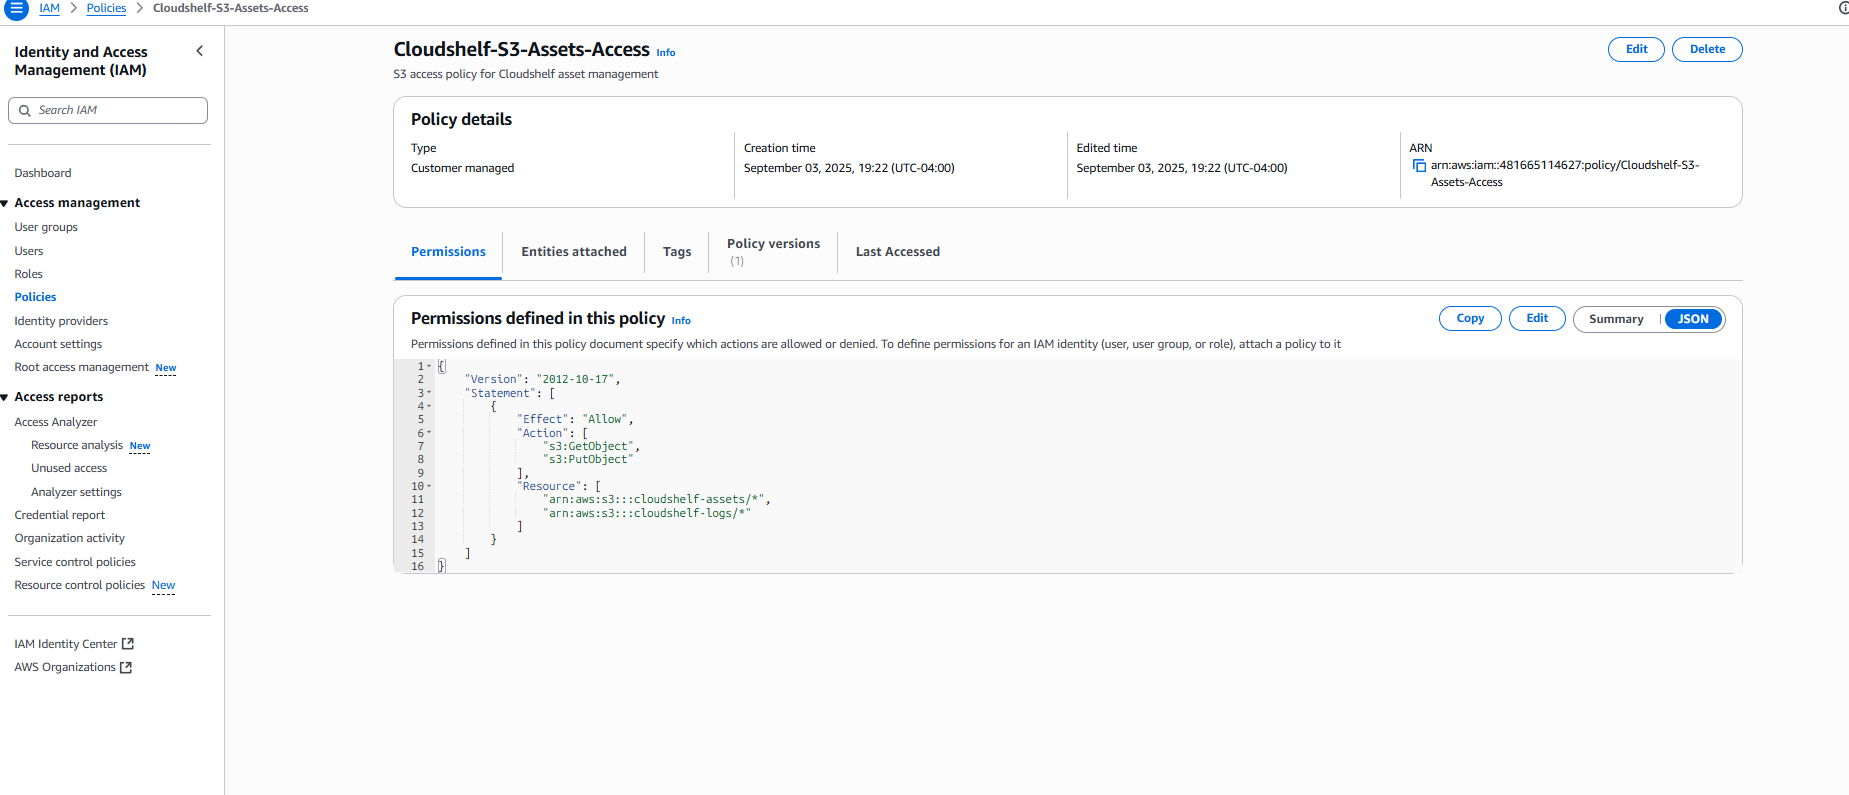 IAM > Policies > Cloudshelf-S3-Assets-Access
Identity and Access Management (IAM)
Search IAM
Dashboard
Access management
User groups
Users
Roles
Policies
Identity providers
Account settings
Root access management New
Access reports
Access Analyzer
Resource analysis New
Unused access
Analyzer settings
Credential report
Organization activity
Service control policies
Resource control policies New
IAM Identity Center
AWS Organizations
Cloudshelf-S3-Assets-Access Info
Edit Delete
S3 access policy for Cloudshelf asset management
Policy details
Type
Customer managed
Creation time
September 03, 2025, 19:22 (UTC-04:00)
Edited time
September 03, 2025, 19:22 (UTC-04:00)
ARN
arn:aws:iam::481665114627:policy/Cloudshelf-S3-
Assets-Access
Permissions
Entities attached
Tags
Policy versions (1)
Last Accessed
Permissions defined in this policy Info
Copy Edit Summary JSON
Permissions defined in this policy document specify which actions are allowed or denied. To define permissions for an IAM identity (user, user group, or role), attach a policy to it
1 {
2 "Version": "2012-10-17",
3 "Statement": [
4 {
5 "Effect": "Allow",
6 "Action": [
7 "s3:GetObject",
8 "s3:PutObject"
9 ],
10 "Resource": [
11 "arn:aws:s3:::cloudshelf-assets/*",
12 "arn:aws:s3:::cloudshelf-logs/*"
13 ]
14 }
15 ]
16 }